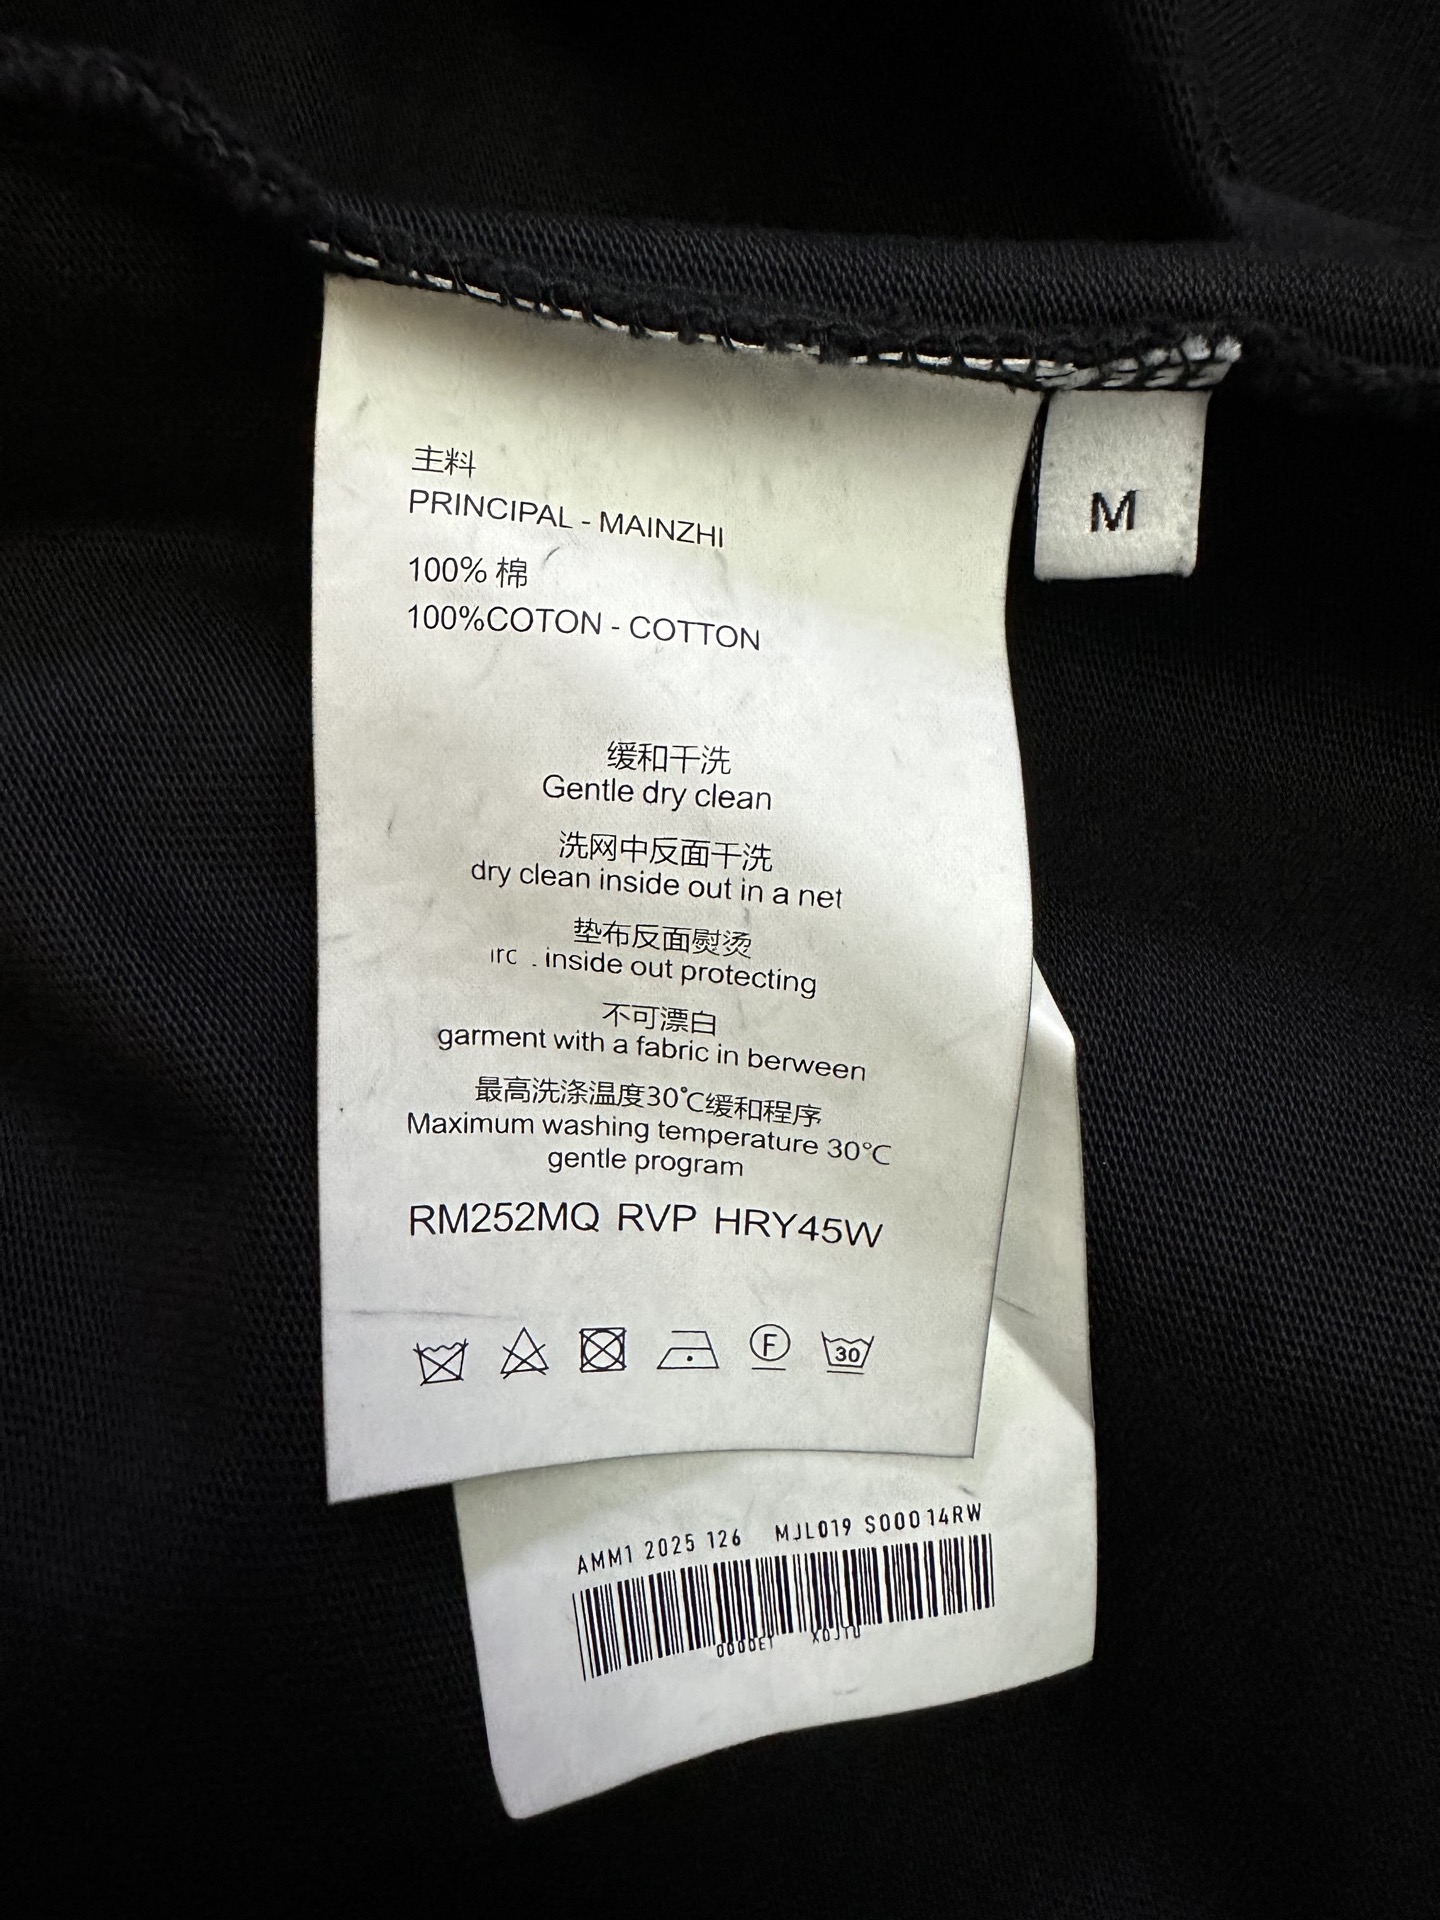 主料
PRINCIPAL - MAINZHI
100% 棉
100%COTON - COTTON
M
缓和干洗
Gentle dry clean
洗网中反面干洗
dry clean inside out in a net
垫布反面熨烫
inside out protecting
不可漂白
garment with a fabric in berween
最高洗涤温度30℃缓和程序
Maximum washing temperature 30℃
gentle program
RM252MQ RVP HRY45W
F
30
AMM1 2025 126 MJL019 S00014RW